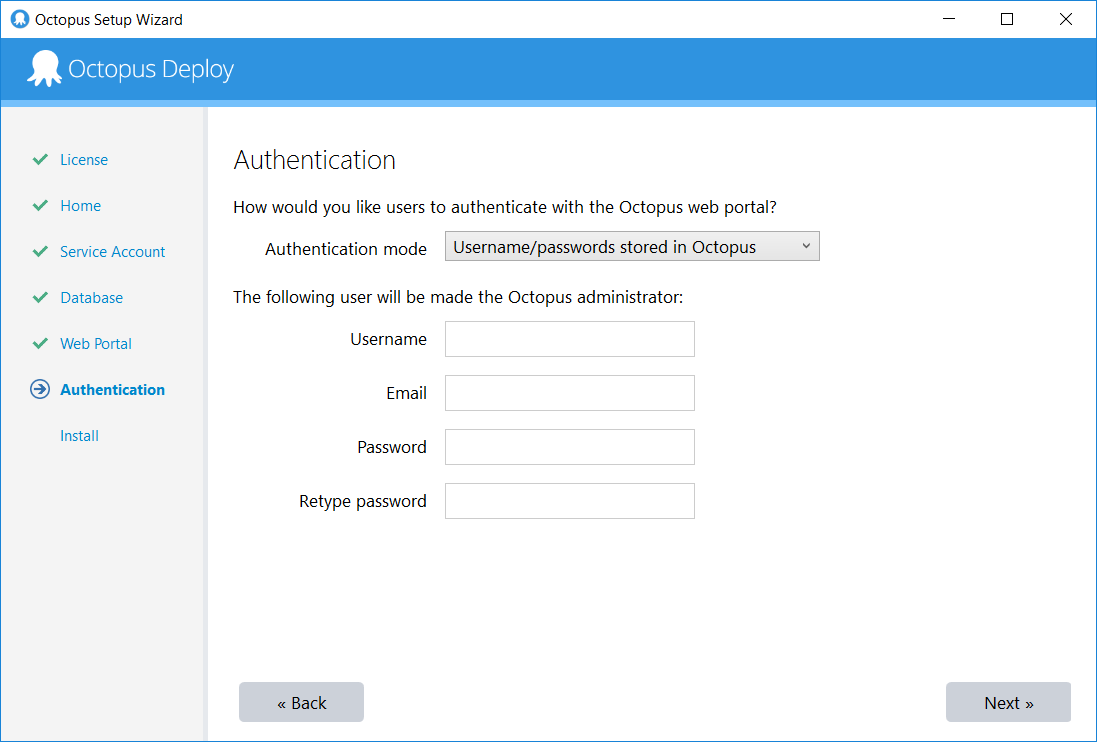 Octopus Setup Wizard
Octopus Deploy
License
Home
Service Account
Database
Web Portal
Authentication
Install
Authentication
How would you like users to authenticate with the Octopus web portal?
Authentication mode Username/passwords stored in Octopus
The following user will be made the Octopus administrator:
Username
Email
Password
Retype password
« Back Next »